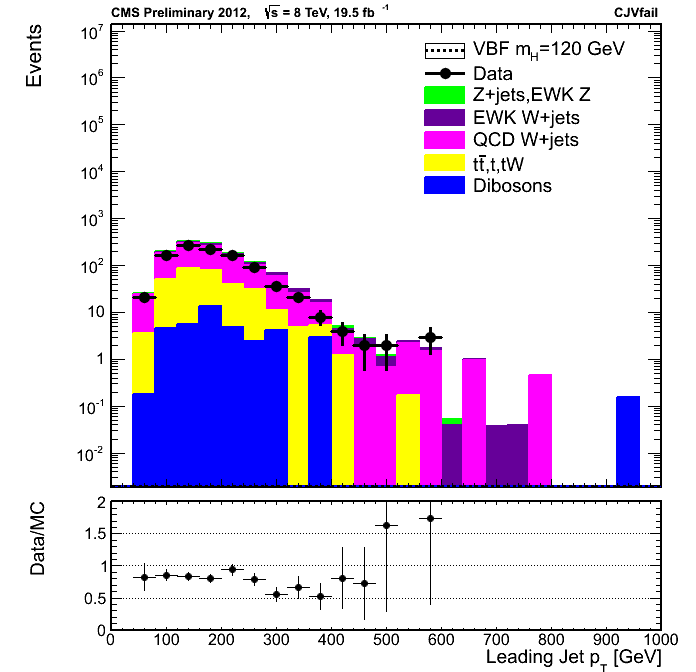 CMS Preliminary 2012, √s = 8 TeV, 19.5 fb⁻¹ CJVfail
Events
10⁷
10⁶
10⁵
10⁴
10³
10²
10
1
10⁻¹
10⁻²
VBF m_H=120 GeV
Data
Z+jets,EWK Z
EWK W+jets
QCD W+jets
tt̄,t,tW
Dibosons
Data/MC
2
1.5
1
0.5
0
0 100 200 300 400 500 600 700 800 900 1000
Leading Jet p_T [GeV]